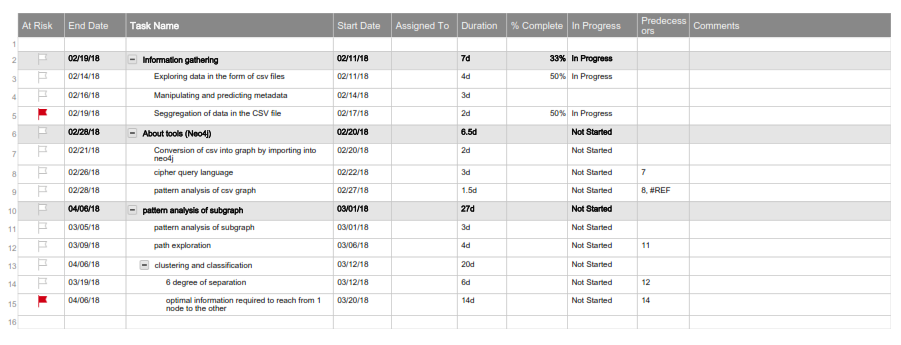 At Risk End Date Task Name Start Date Assigned To Duration % Complete In Progress Predecess ors Comments
1
2 02/19/18 Information gathering 02/11/18 7d 33% In Progress
3 02/14/18 Exploring data in the form of csv files 02/11/18 4d 50% In Progress
4 02/16/18 Manipulating and predicting metadata 02/14/18 3d
5 02/19/18 Seggregation of data in the CSV file 02/17/18 2d 50% In Progress
6 02/28/18 About tools (Neo4j) 02/20/18 6.5d Not Started
7 02/21/18 Conversion of csv into graph by importing into neo4j 02/20/18 2d Not Started
8 02/26/18 cipher query language 02/22/18 3d Not Started 7
9 02/28/18 pattern analysis of csv graph 02/27/18 1.5d Not Started 8, #REF
10 04/06/18 pattern analysis of subgraph 03/01/18 27d Not Started
11 03/05/18 pattern analysis of subgraph 03/01/18 3d Not Started
12 03/09/18 path exploration 03/06/18 4d Not Started 11
13 04/06/18 clustering and classification 03/12/18 20d Not Started
14 03/19/18 6 degree of separation 03/12/18 6d Not Started 12
15 04/06/18 optimal information required to reach from 1 node to the other 03/20/18 14d Not Started 14
16